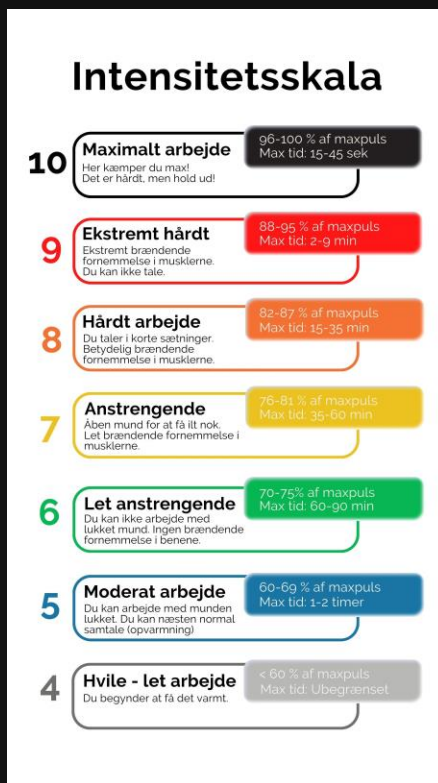 Intensitetsskala
10
Maximalt arbejde
Her kæmper du max!
Det er hårdt, men hold ud!
96-100 % af maxpuls
Max tid: 15-45 sek
9
Ekstremt hårdt
Ekstremt brændende
fornemmelse i musklerne.
Du kan ikke tale.
88-95 % af maxpuls
Max tid: 2-9 min
8
Hårdt arbejde
Du taler i korte sætninger.
Betydelig brændende
fornemmelse i musklerne.
82-87 % af maxpuls
Max tid: 15-35 min
7
Anstrengende
Åben mund for at få ilt nok.
Let brændende fornemmelse i
musklerne.
76-81 % af maxpuls
Max tid: 35-60 min
6
Let anstrengende
Du kan ikke arbejde med
lukket mund. Ingen brændende
fornemmelse i benene.
70-75% af maxpuls
Max tid: 60-90 min
5
Moderat arbejde
Du kan arbejde med munden
lukket. Du kan næsten normal
samtale (opvarmning)
60-69 % af maxpuls
Max tid: 1-2 timer
4
Hvile - let arbejde
Du begynder at få det varmt.
< 60 % af maxpuls
Max tid: Ubegrænset